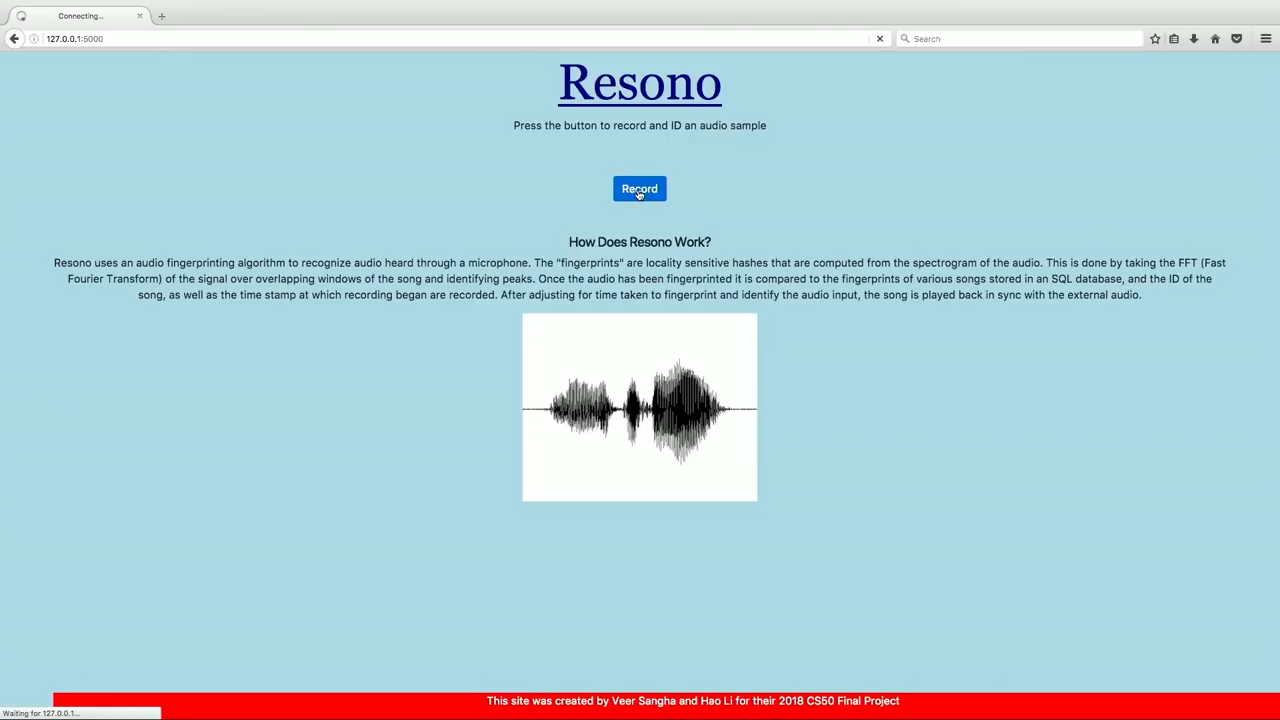 Connecting...
127.0.0.1:5000
Search
Resono
Press the button to record and ID an audio sample
Record
How Does Resono Work?
Resono uses an audio fingerprinting algorithm to recognize audio heard through a microphone. The "fingerprints" are locality sensitive hashes that are computed from the spectrogram of the audio. This is done by taking the FFT (Fast
Fourier Transform) of the signal over overlapping windows of the song and identifying peaks. Once the audio has been fingerprinted it is compared to the fingerprints of various songs stored in an SQL database, and the ID of the
song, as well as the time stamp at which recording began are recorded. After adjusting for time taken to fingerprint and identify the audio input, the song is played back in sync with the external audio.
This site was created by Veer Sangha and Hao Li for their 2018 CS50 Final Project
Waiting for 127.0.0.1...